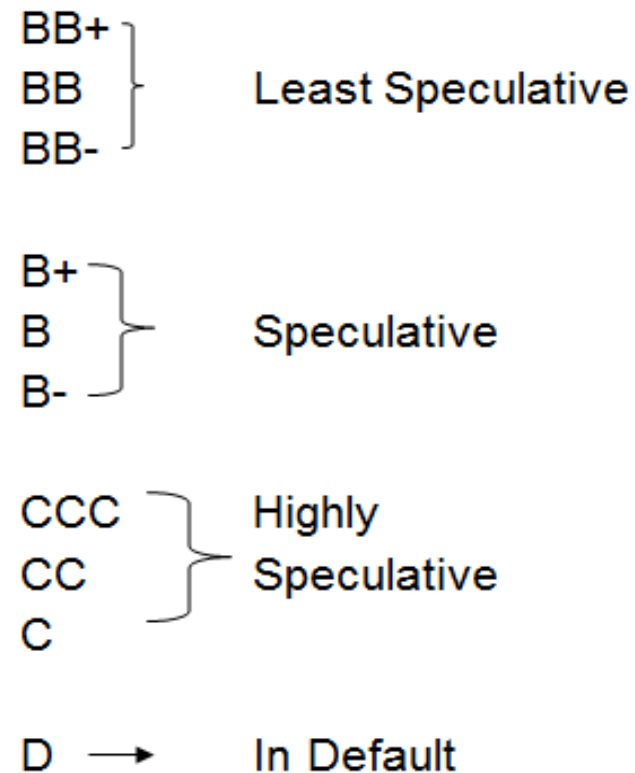 BB+
BB Least Speculative
BB-
B+
B Speculative
B-
CCC Highly
CC Speculative
C
D In Default